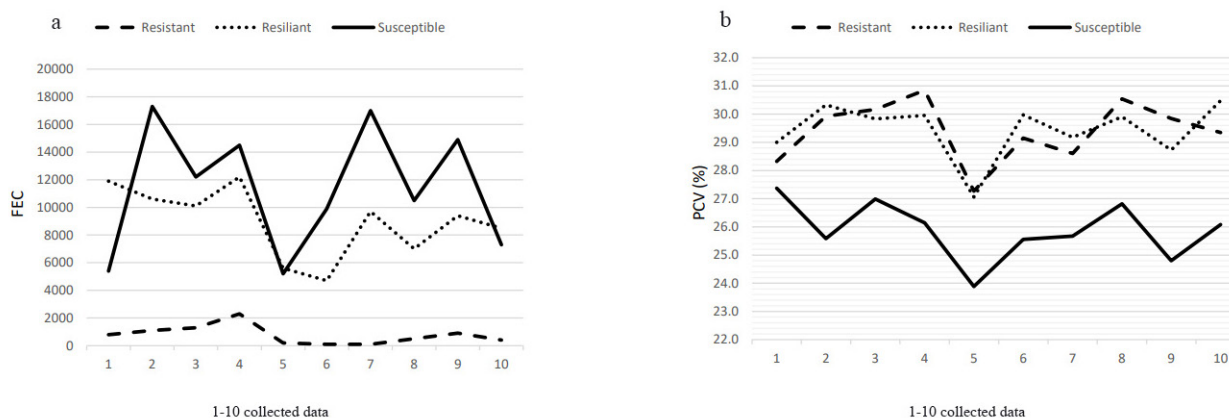 a
Resistant Resiliant Susceptible
20000
18000
16000
14000
12000
10000
8000
6000
4000
2000
0
FEC
1 2 3 4 5 6 7 8 9 10
1-10 collected data
b
Resistant Resiliant Susceptible
32.0
31.0
30.0
29.0
28.0
27.0
26.0
25.0
24.0
23.0
22.0
PCV (%)
1 2 3 4 5 6 7 8 9 10
1-10 collected data